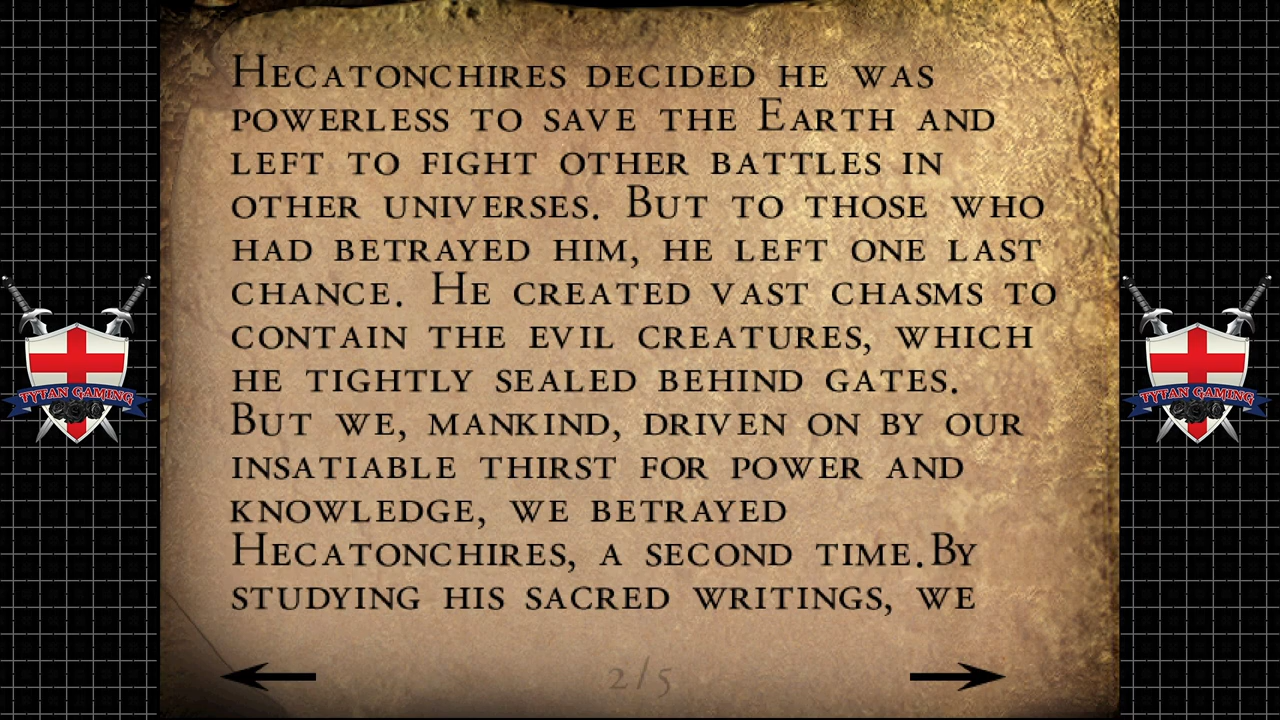 Hecatonchires decided he was
powerless to save the Earth and
left to fight other battles in
other universes. But to those who
had betrayed him, he left one last
chance. He created vast chasms to
contain the evil creatures, which
he tightly sealed behind gates.
But we, mankind, driven on by our
insatiable thirst for power and
knowledge, we betrayed
Hecatonchires, a second time.By
studying his sacred writings, we
2/5
TYTAN GAMING
TYTAN GAMING